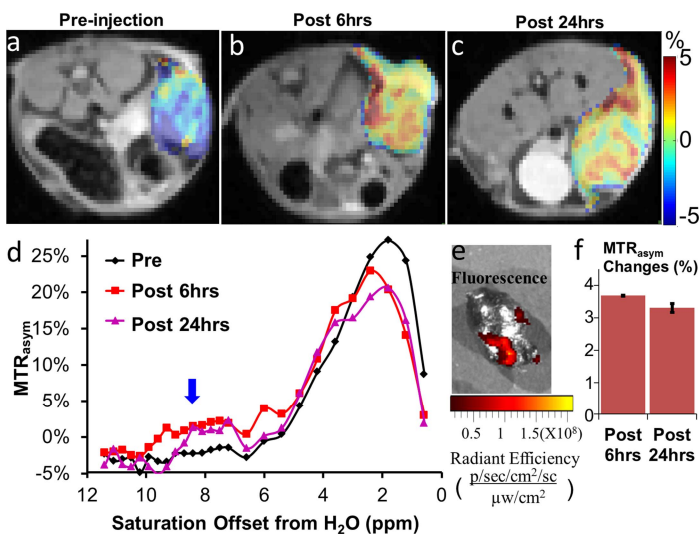 Pre-injection
Post 6hrs
Post 24hrs
a
b
c
%
5
0
-5
d
25%
20%
15%
10%
5%
0%
-5%
MTRasym
Pre
Post 6hrs
Post 24hrs
12
10
8
6
4
2
0
Saturation Offset from H2O (ppm)
e
Fluorescence
0.5 1 1.5(X10⁸)
Radiant Efficiency
( p/sec/cm²/sc )
µw/cm²
f
MTRasym
Changes (%)
4
3
2
1
0
Post Post
6hrs 24hrs